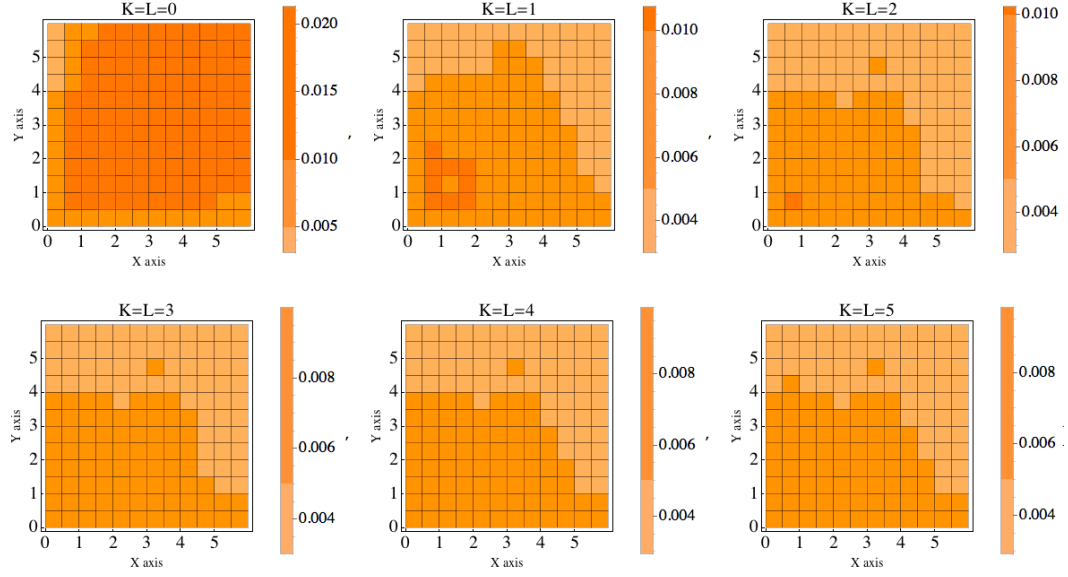 K=L=0
K=L=1
K=L=2
5
4
3
2
1
0
Y axis
0 1 2 3 4 5
X axis
0.020
0.015
0.010
0.005
,
5
4
3
2
1
0
Y axis
0 1 2 3 4 5
X axis
0.010
0.008
0.006
0.004
,
5
4
3
2
1
0
Y axis
0 1 2 3 4 5
X axis
0.010
0.008
0.006
0.004
K=L=3
K=L=4
K=L=5
5
4
3
2
1
0
Y axis
0 1 2 3 4 5
X axis
0.008
0.006
0.004
,
5
4
3
2
1
0
Y axis
0 1 2 3 4 5
X axis
0.008
0.006
0.004
,
5
4
3
2
1
0
Y axis
0 1 2 3 4 5
X axis
0.008
0.006
0.004